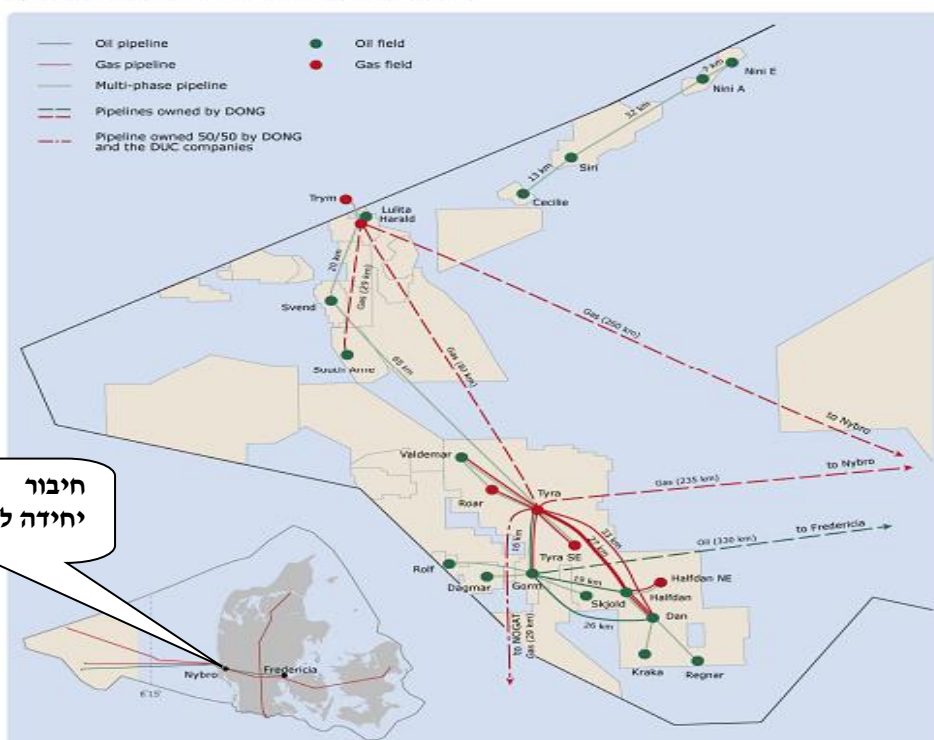 Oil pipeline
Gas pipeline
Multi-phase pipeline
Pipelines owned by DONG
Pipeline owned 50/50 by DONG
and the DUC companies
Oil field
Gas field
Nini E
Nini A
7 km
32 km
Siri
13 km
Cecilie
Trym
Lulita
Harald
20 km
Gas (29 km)
Svend
South Arne
65 km
Gas (260 km)
to Nybro
Valdemar
Roar
Tyra
Gas (235 km)
to Nybro
Tyra SE
16 km
33 km
27 km
Oil (330 km)
to Fredericia
Rolf
Dagmar
Gorm
19 km
Skjold
Halfdan NE
Halfdan
Dan
26 km
to NOGAT
Gas (29 km)
Kraka
Regnar
חיבור
יחידה ל
Nybro
Fredericia
6°15'